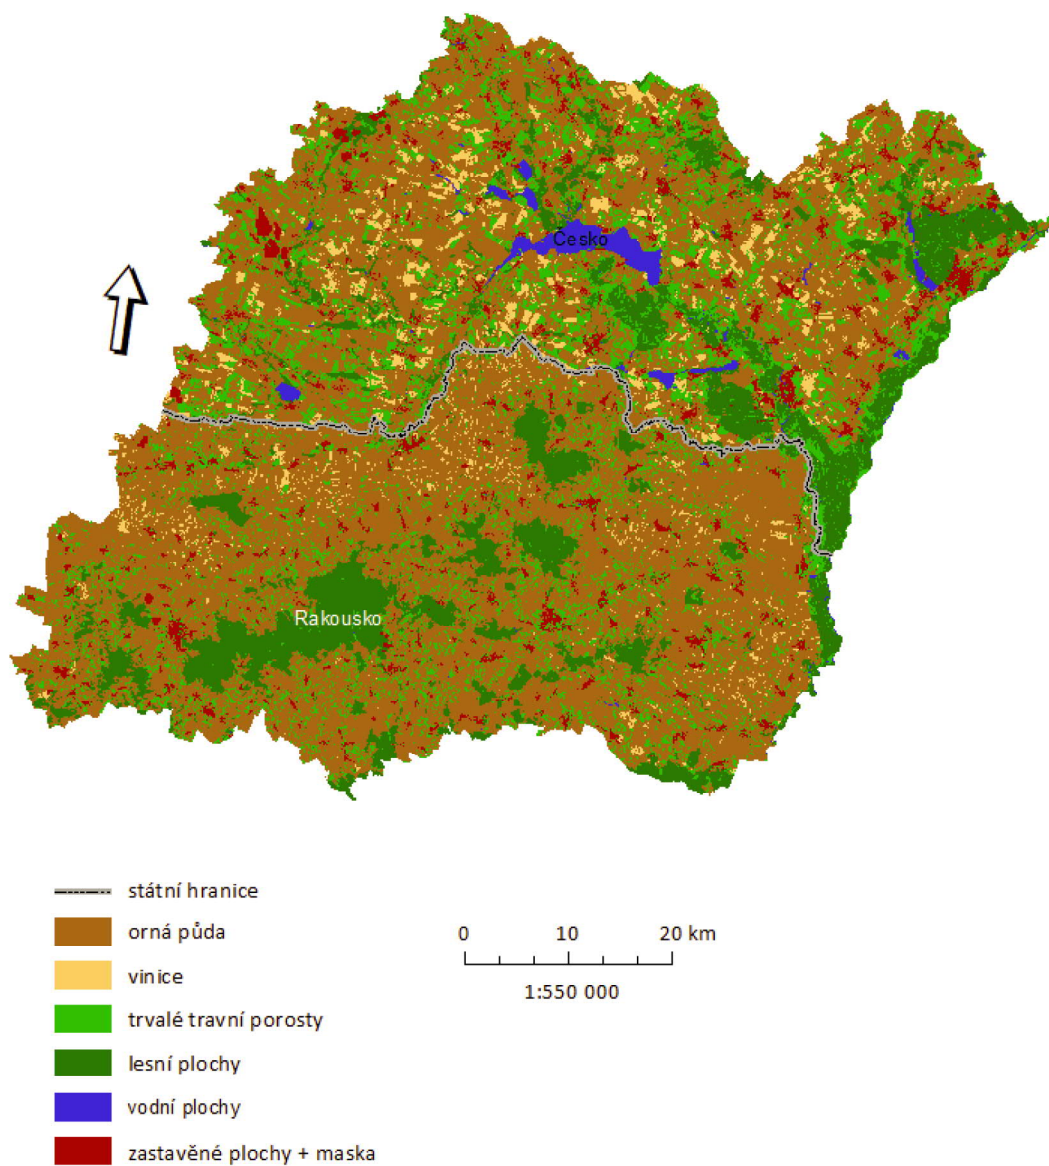 Česko
Rakousko
státní hranice
orná půda
vinice
trvalé travní porosty
lesní plochy
vodní plochy
zastavěné plochy + maska
0 10 20 km
1:550 000